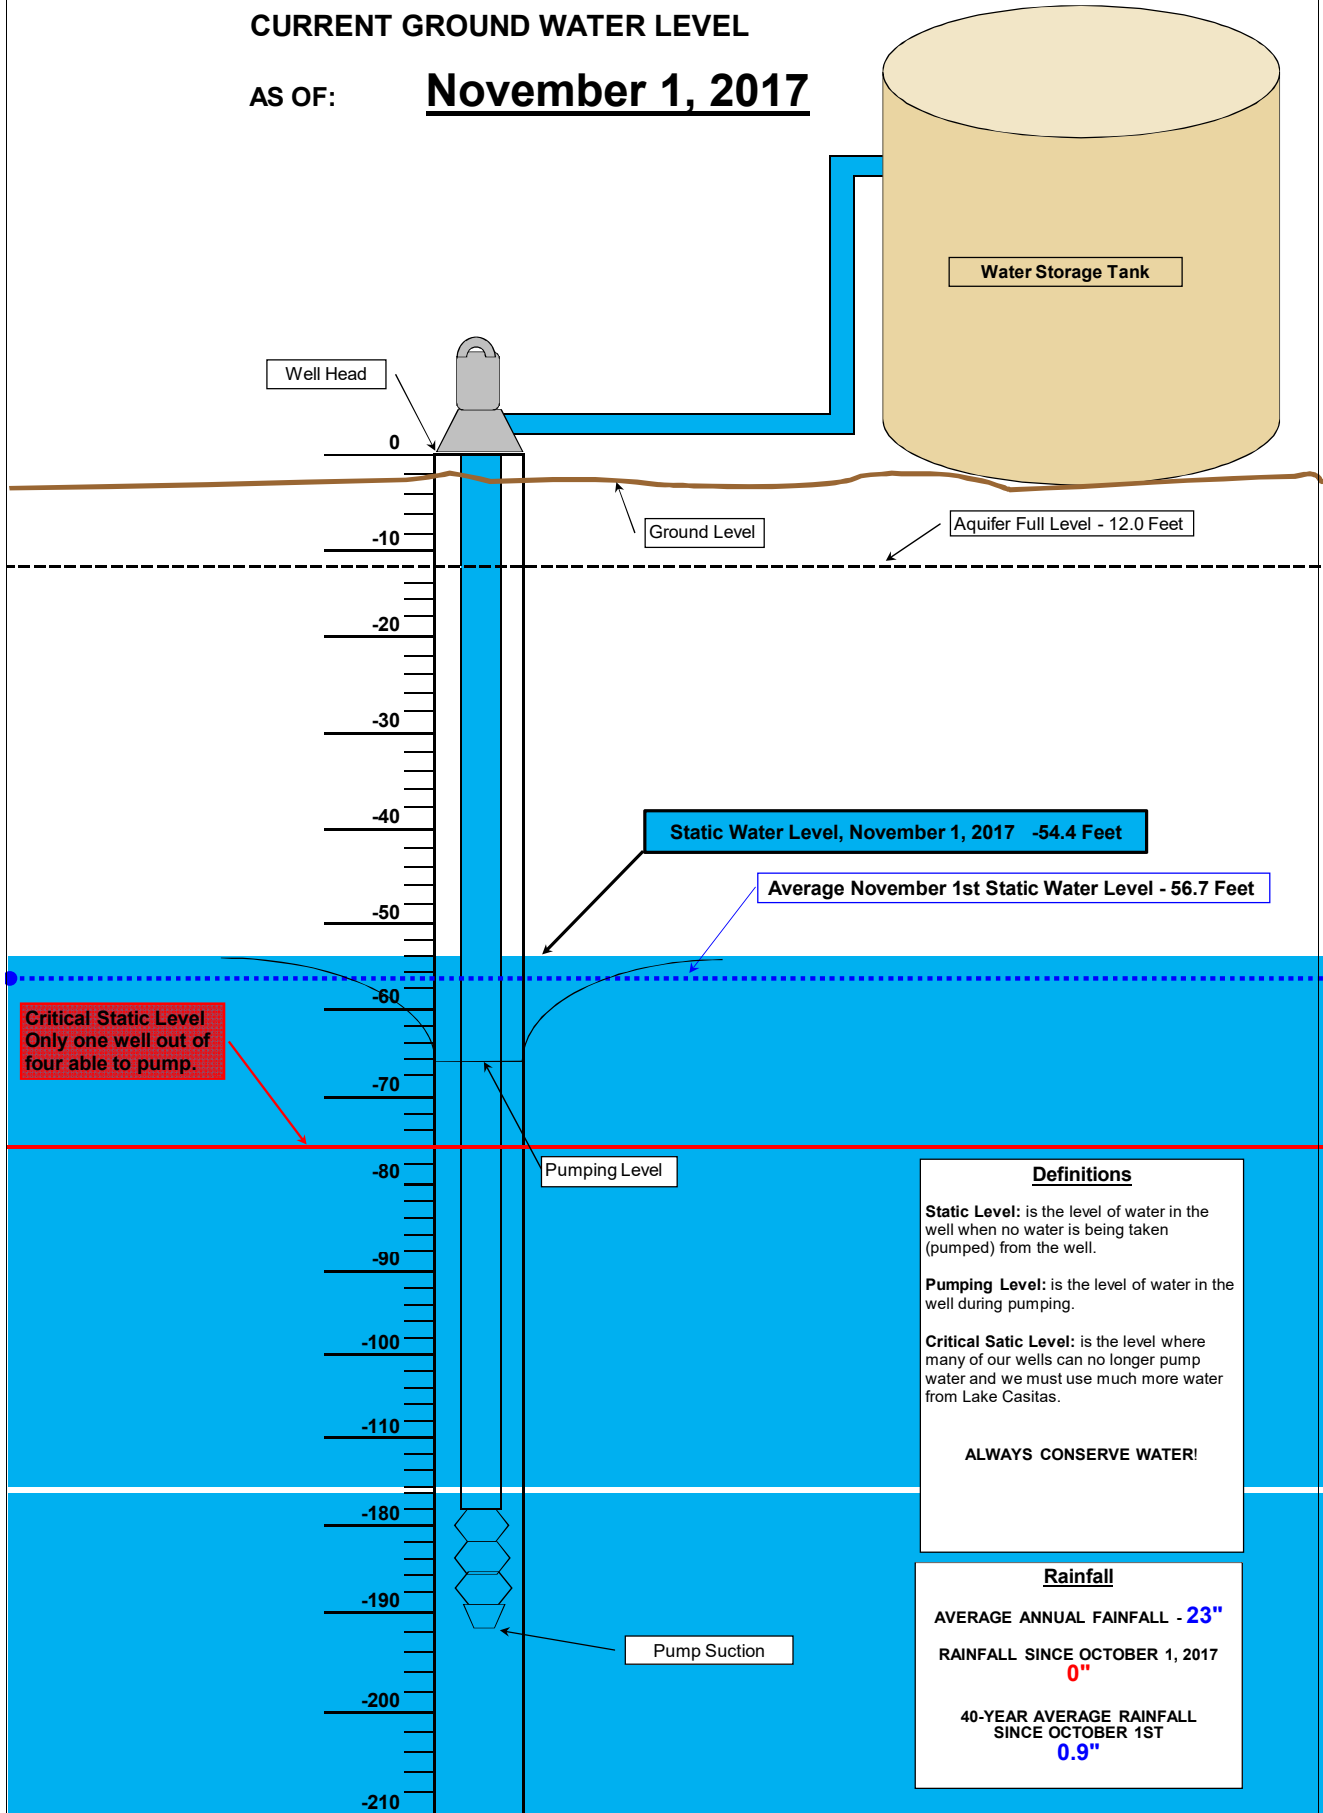 CURRENT GROUND WATER LEVEL
AS OF: November 1, 2017
Water Storage Tank
Well Head
0
Ground Level
Aquifer Full Level - 12.0 Feet
-10
-20
-30
-40
Static Water Level, November 1, 2017 -54.4 Feet
Average November 1st Static Water Level - 56.7 Feet
-50
-60
Critical Static Level
Only one well out of
four able to pump.
-70
-80
Pumping Level
Definitions
Static Level: is the level of water in the
well when no water is being taken
(pumped) from the well.
Pumping Level: is the level of water in the
well during pumping.
Critical Satic Level: is the level where
many of our wells can no longer pump
water and we must use much more water
from Lake Casitas.
ALWAYS CONSERVE WATER!
-90
-100
-110
-180
-190
Pump Suction
-200
-210
Rainfall
AVERAGE ANNUAL FAINFALL - 23"
RAINFALL SINCE OCTOBER 1, 2017
0"
40-YEAR AVERAGE RAINFALL
SINCE OCTOBER 1ST
0.9"